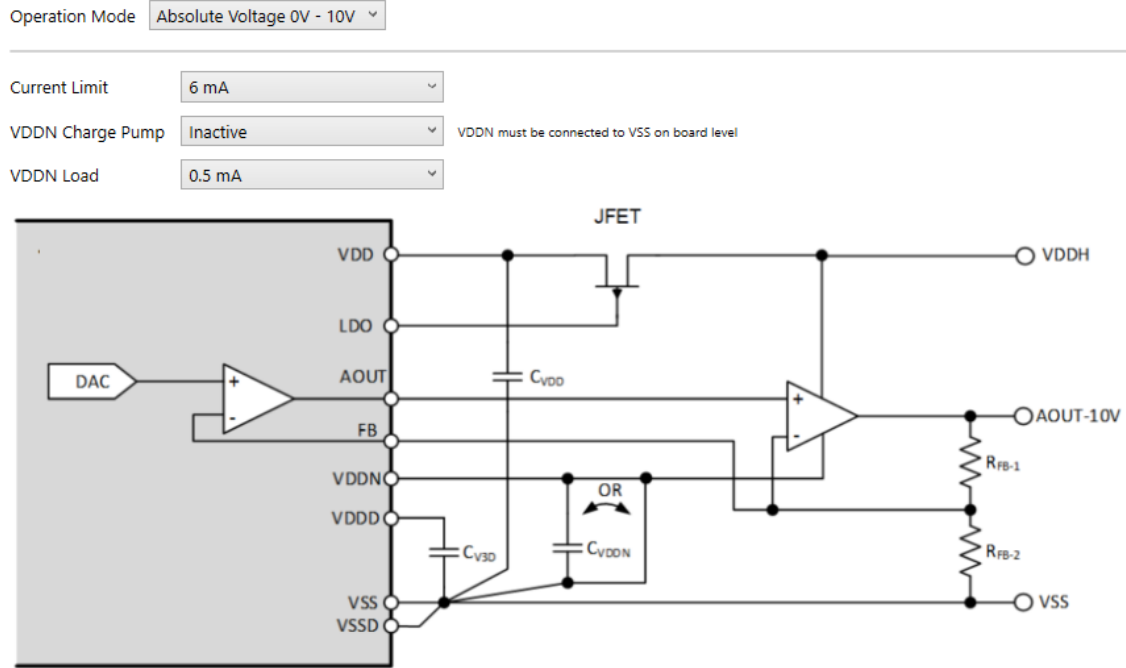 Operation Mode Absolute Voltage 0V - 10V
Current Limit 6 mA
VDDN Charge Pump Inactive VDDN must be connected to VSS on board level
VDDN Load 0.5 mA
JFET
VDD VDDH
LDO
DAC + - AOUT CVDD +
AOUT-10V
FB -
RFB-1
VDDN
OR
VDDD
CV3D CVDDN RFB-2
VSS VSS
VSSD